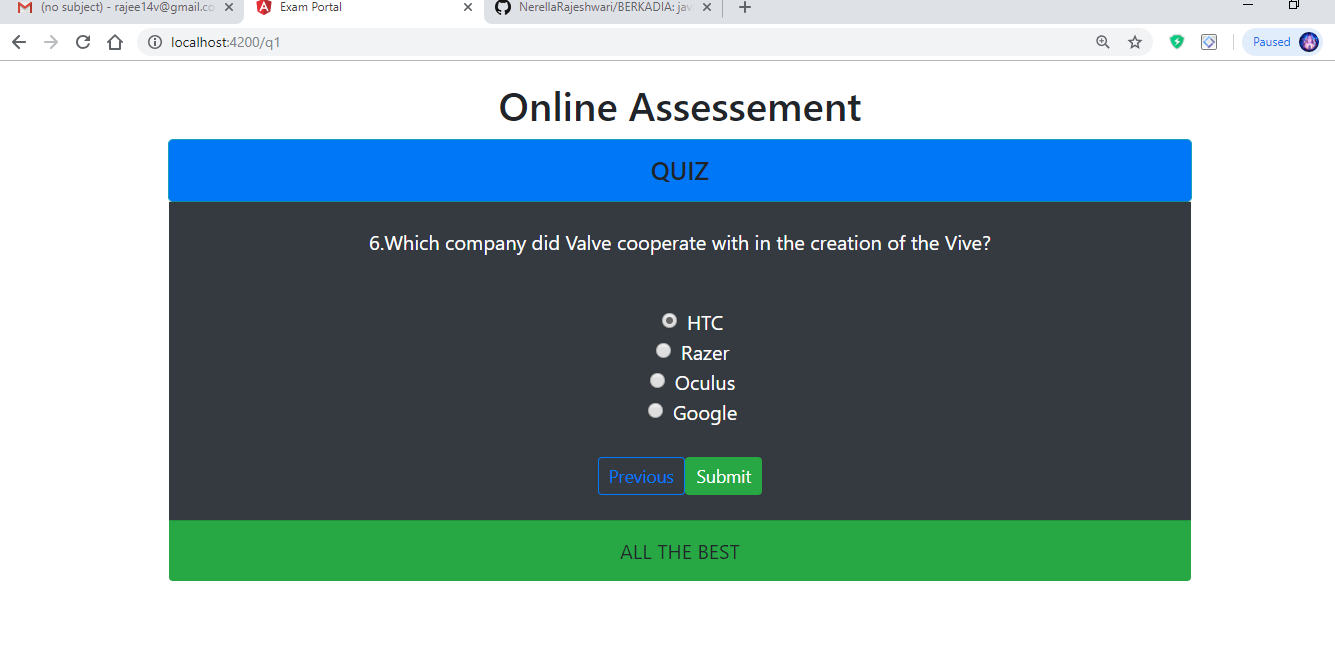 (no subject) - rajee14v@gmail.co
Exam Portal
NerellaRajeshwari/BERKADIA: jav
localhost:4200/q1
Paused
Online Assessement
QUIZ
6.Which company did Valve cooperate with in the creation of the Vive?
HTC
Razer
Oculus
Google
Previous
Submit
ALL THE BEST